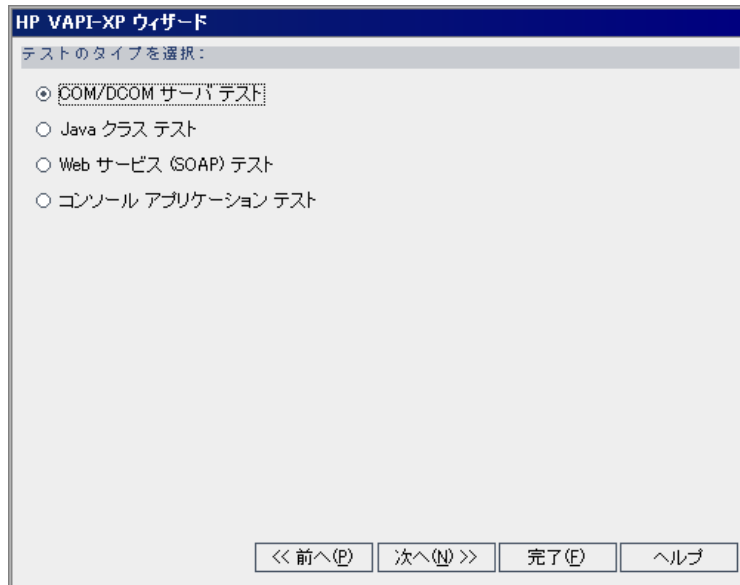 HP VAPI-XP ウィザード
テストのタイプを選択:
COM/DCOM サーバ テスト
Java クラス テスト
Web サービス (SOAP) テスト
コンソール アプリケーション テスト
<< 前へ(P) 次へ(N) >> 完了(F) ヘルプ